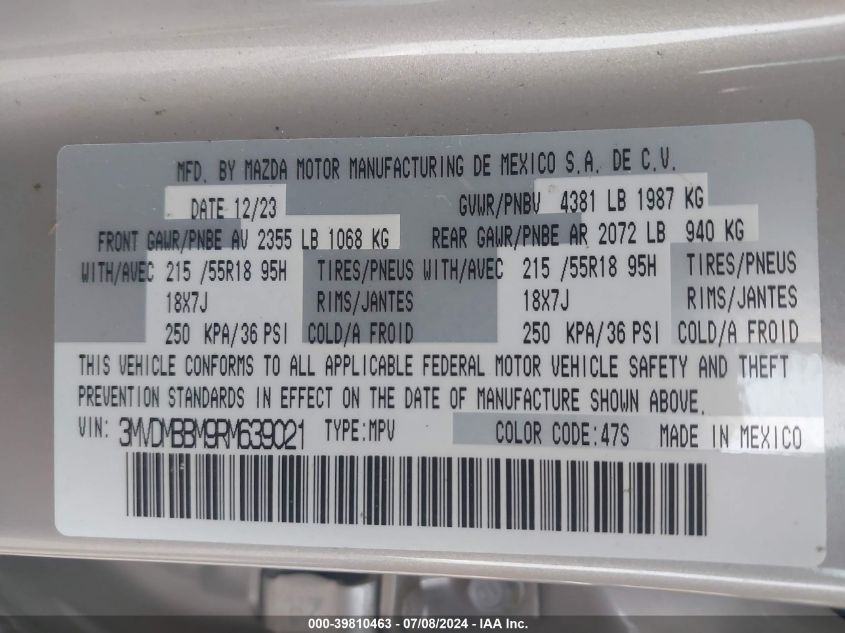 MFD. BY MAZDA MOTOR MANUFACTURING DE MEXICO S.A. DE C.V.
DATE 12/23 GVWR/PNBV 4381 LB 1987 KG
FRONT GAWR/PNBE AV 2355 LB 1068 KG REAR GAWR/PNBE AR 2072 LB 940 KG
WITH/AVEC 215 /55R18 95H TIRES/PNEUS WITH/AVEC 215 /55R18 95H TIRES/PNEUS
18X7J RIMS/JANTES 18X7J RIMS/JANTES
250 KPA/36 PSI COLD/A FROID 250 KPA/36 PSI COLD/A FROID
THIS VEHICLE CONFORMS TO ALL APPLICABLE FEDERAL MOTOR VEHICLE SAFETY AND THEFT
PREVENTION STANDARDS IN EFFECT ON THE DATE OF MANUFACTURE SHOWN ABOVE.
VIN: 3MVDMBBM9RM639021 TYPE:MPV COLOR CODE:47S MADE IN MEXICO
000-39810463 - 07/08/2024 - IAA Inc.